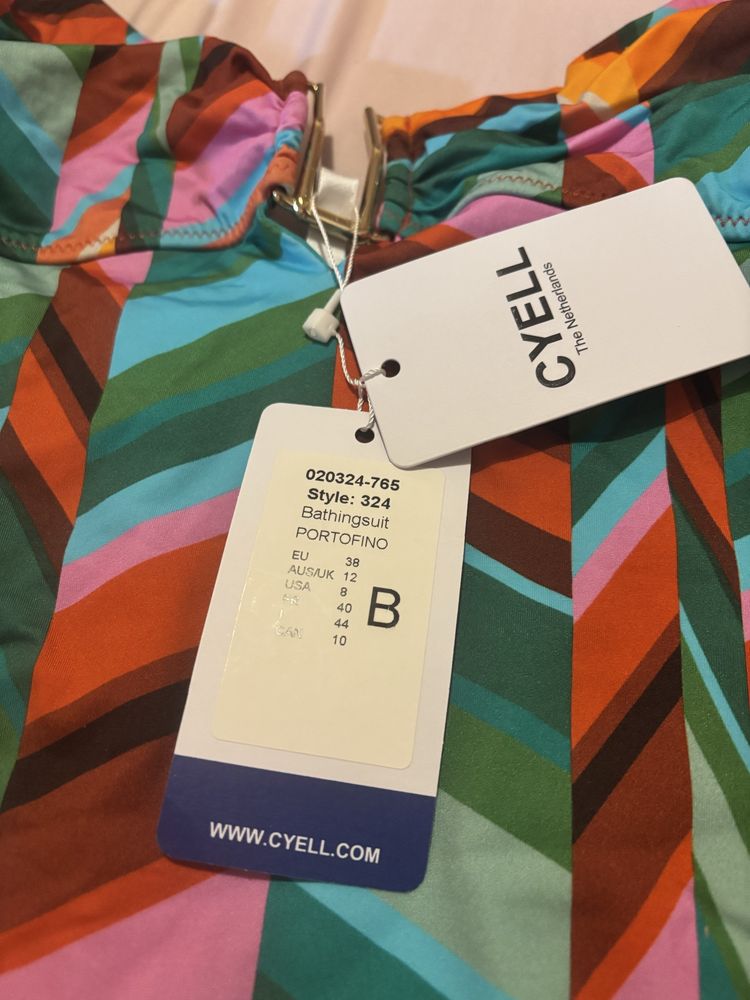 CYELL
The Netherlands
020324-765
Style: 324
Bathingsuit
PORTOFINO
EU 38
AUS/UK 12
USA 8
40
44
CAN 10
B
WWW.CYELL.COM